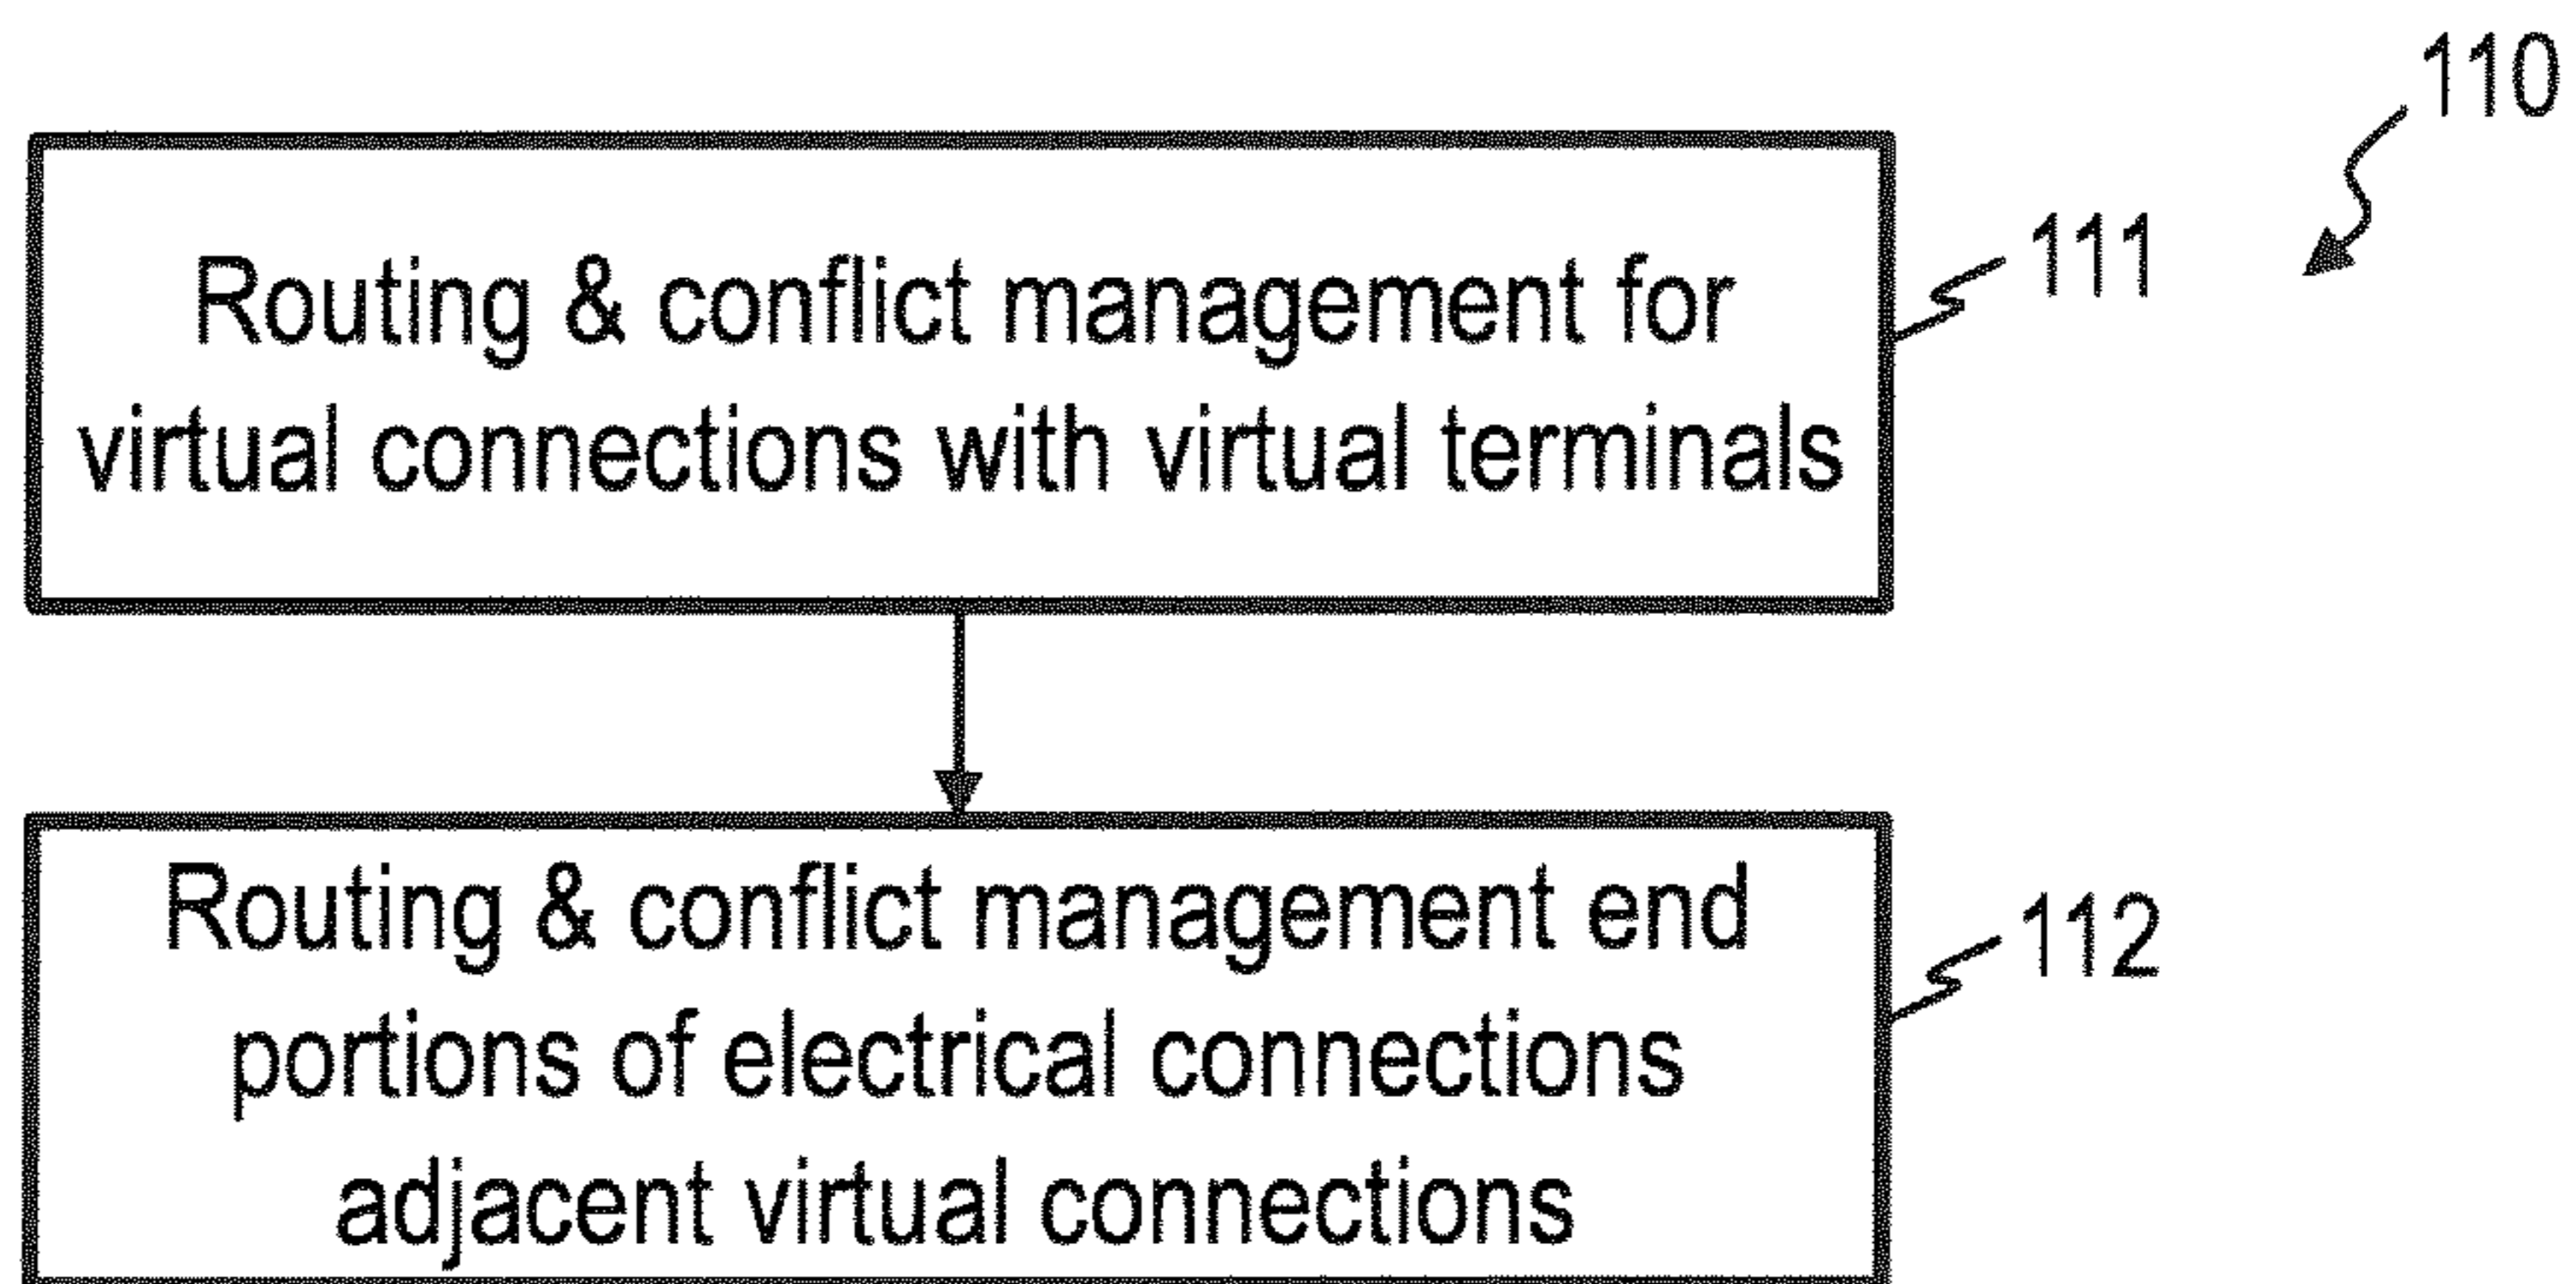 110
111
Routing & conflict management for
virtual connections with virtual terminals
112
Routing & conflict management end
portions of electrical connections
adjacent virtual connections